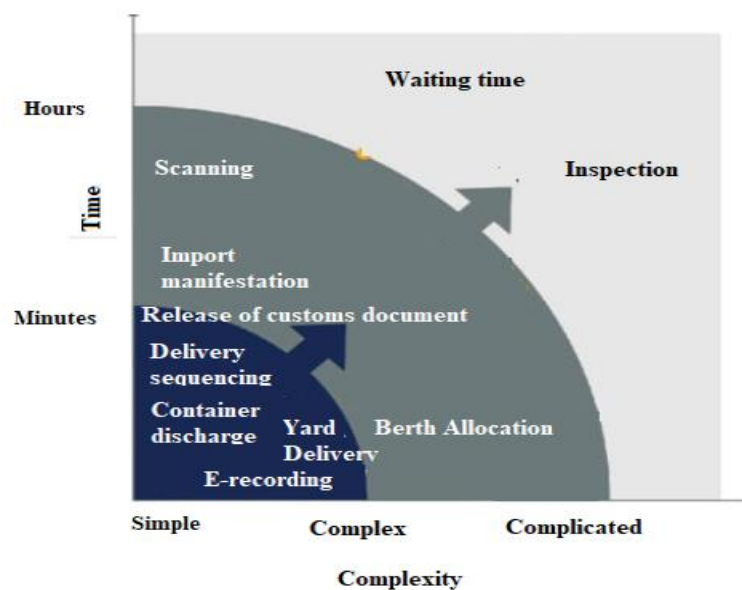 Waiting time
Hours
Scanning
Inspection
Time
Import
manifestation
Minutes
Release of customs document
Delivery
sequencing
Container
discharge
Yard
Delivery
Berth Allocation
E-recording
Simple
Complex
Complicated
Complexity